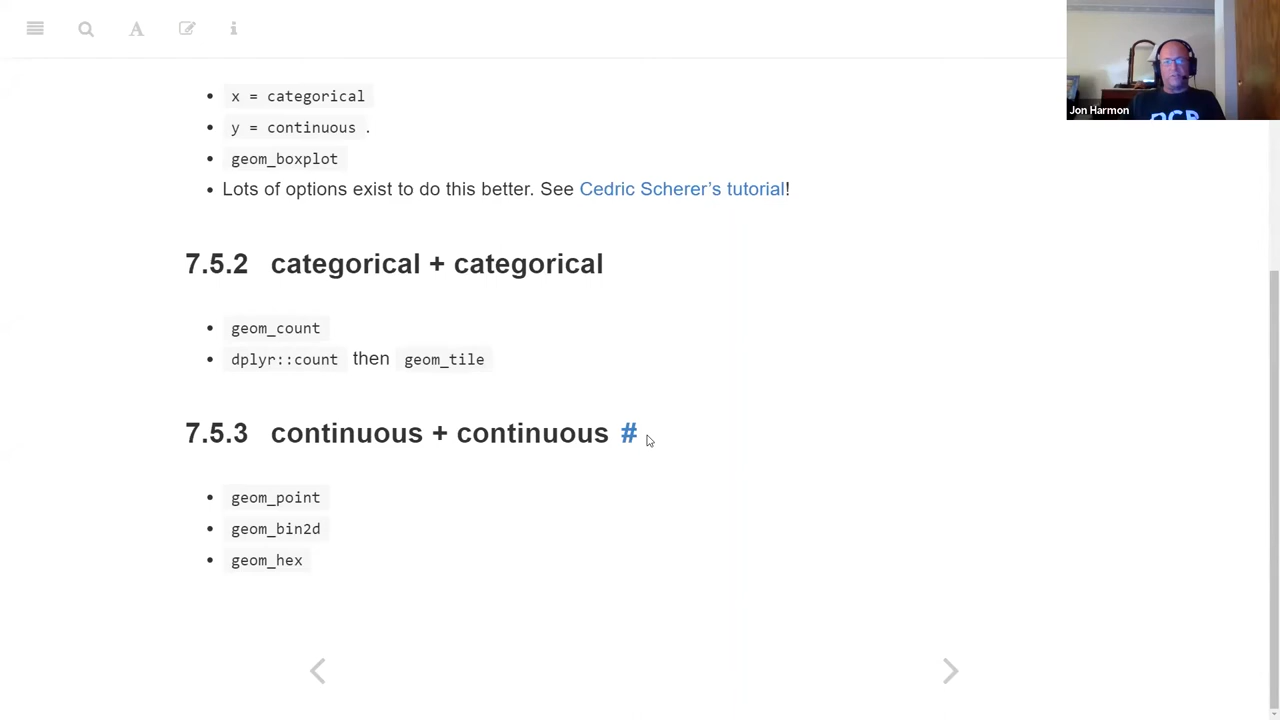 x = categorical
y = continuous .
geom_boxplot
Lots of options exist to do this better. See Cedric Scherer’s tutorial!
7.5.2 categorical + categorical
geom_count
dplyr::count then geom_tile
7.5.3 continuous + continuous #
geom_point
geom_bin2d
geom_hex
Jon Harmon